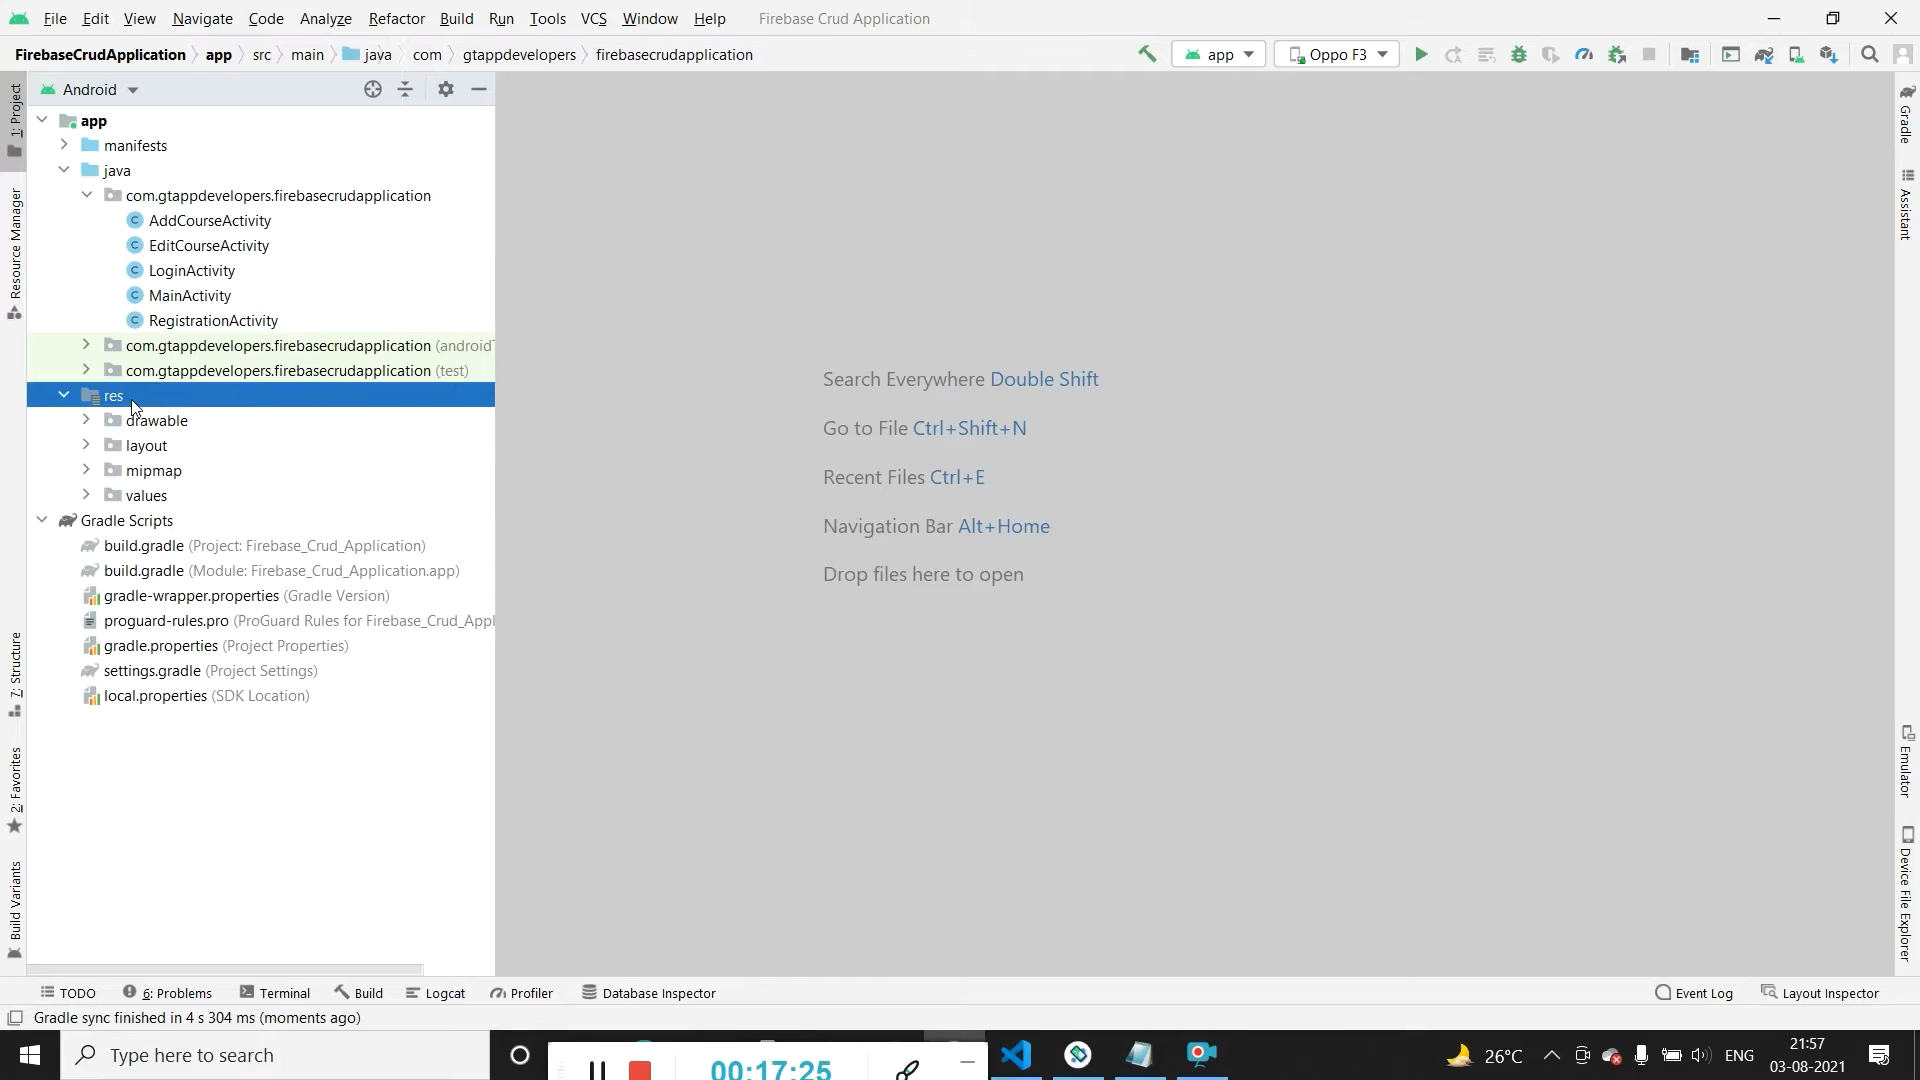 File Edit View Navigate Code Analyze Refactor Build Run Tools VCS Window Help Firebase Crud Application
FirebaseCrudApplication app src main java com gtappdevelopers firebasecrudapplication app Oppo F3
1: Project
Resource Manager
7: Structure
2: Favorites
Build Variants
Android
app
manifests
java
com.gtappdevelopers.firebasecrudapplication
AddCourseActivity
EditCourseActivity
LoginActivity
MainActivity
RegistrationActivity
com.gtappdevelopers.firebasecrudapplication (android
com.gtappdevelopers.firebasecrudapplication (test)
res
drawable
layout
mipmap
values
Gradle Scripts
build.gradle (Project: Firebase_Crud_Application)
build.gradle (Module: Firebase_Crud_Application.app)
gradle-wrapper.properties (Gradle Version)
proguard-rules.pro (ProGuard Rules for Firebase_Crud_Appl
gradle.properties (Project Properties)
settings.gradle (Project Settings)
local.properties (SDK Location)
Search Everywhere Double Shift
Go to File Ctrl+Shift+N
Recent Files Ctrl+E
Navigation Bar Alt+Home
Drop files here to open
Gradle
Assistant
Emulator
Device File Explorer
TODO 6: Problems Terminal Build Logcat Profiler Database Inspector Event Log Layout Inspector
Gradle sync finished in 4 s 304 ms (moments ago)
Type here to search
00:17:25
26°C
ENG
21:57
03-08-2021